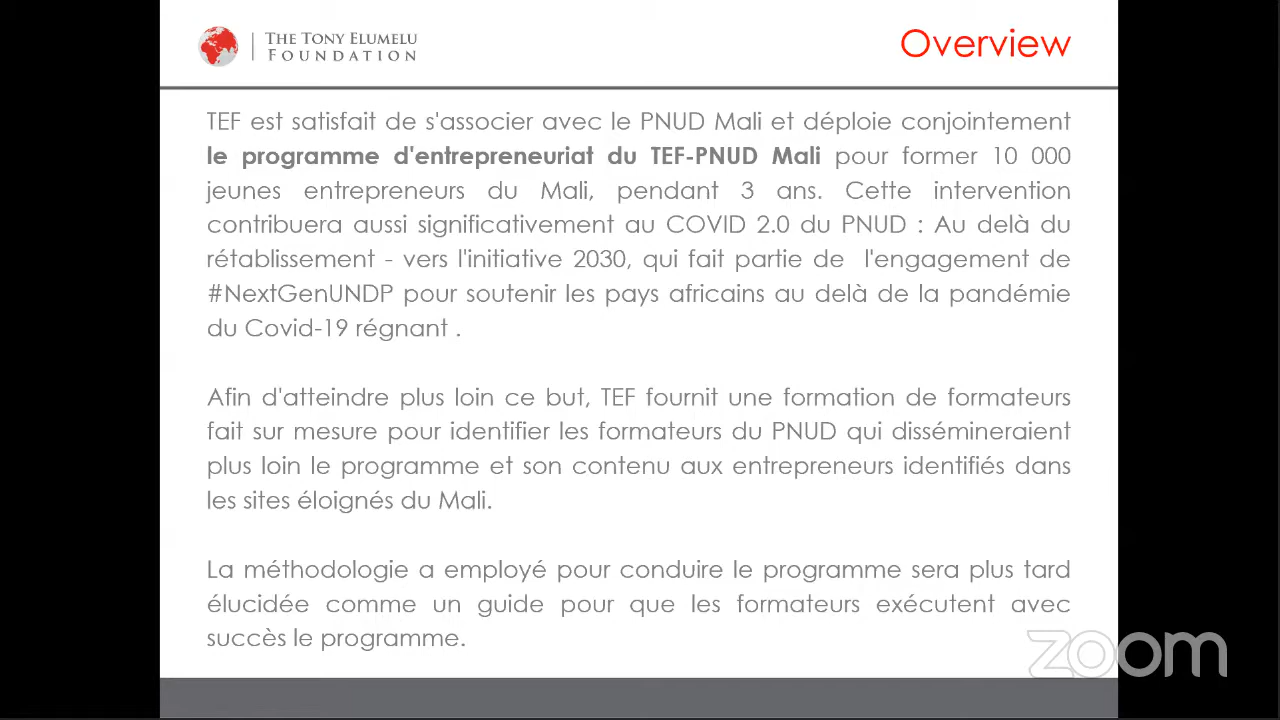 THE TONY ELUMELU
FOUNDATION
Overview
TEF est satisfait de s'associer avec le PNUD Mali et déploie conjointement
le programme d'entrepreneuriat du TEF-PNUD Mali pour former 10 000
jeunes entrepreneurs du Mali, pendant 3 ans. Cette intervention
contribuera aussi significativement au COVID 2.0 du PNUD : Au delà du
rétablissement - vers l'initiative 2030, qui fait partie de l'engagement de
#NextGenUNDP pour soutenir les pays africains au delà de la pandémie
du Covid-19 régnant .
Afin d'atteindre plus loin ce but, TEF fournit une formation de formateurs
fait sur mesure pour identifier les formateurs du PNUD qui dissémineraient
plus loin le programme et son contenu aux entrepreneurs identifiés dans
les sites éloignés du Mali.
La méthodologie a employé pour conduire le programme sera plus tard
élucidée comme un guide pour que les formateurs exécutent avec
succès le programme.
zoom